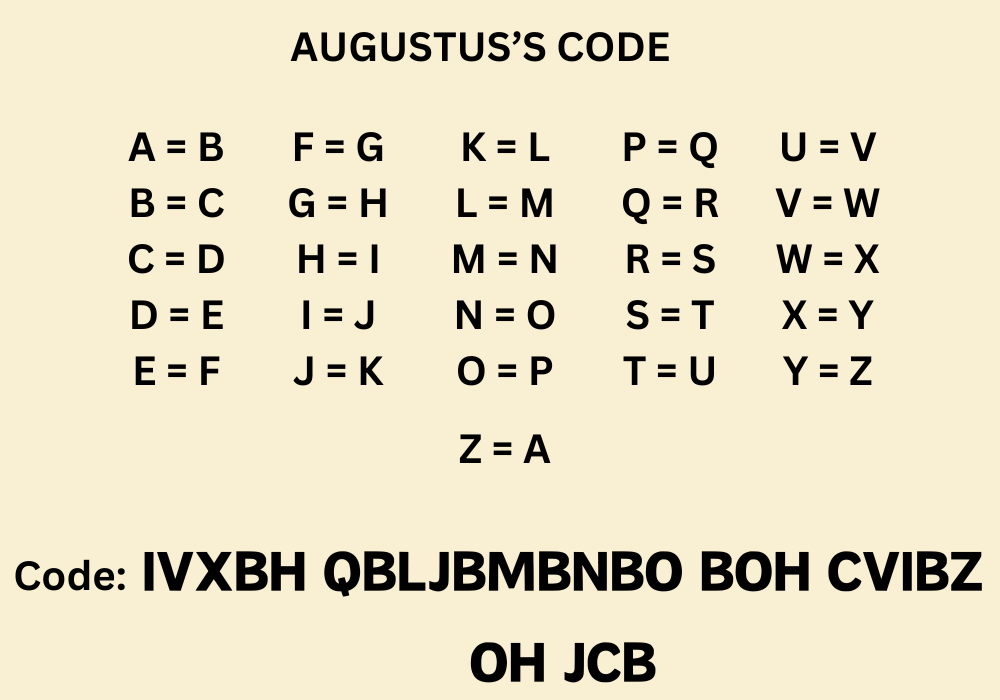 AUGUSTUS’S CODE
A = B F = G K = L P = Q U = V
B = C G = H L = M Q = R V = W
C = D H = I M = N R = S W = X
D = E I = J N = O S = T X = Y
E = F J = K O = P T = U Y = Z
Z = A
Code: IVXBH QBLJBMBNBO BOH CVIBZ
OH JCB